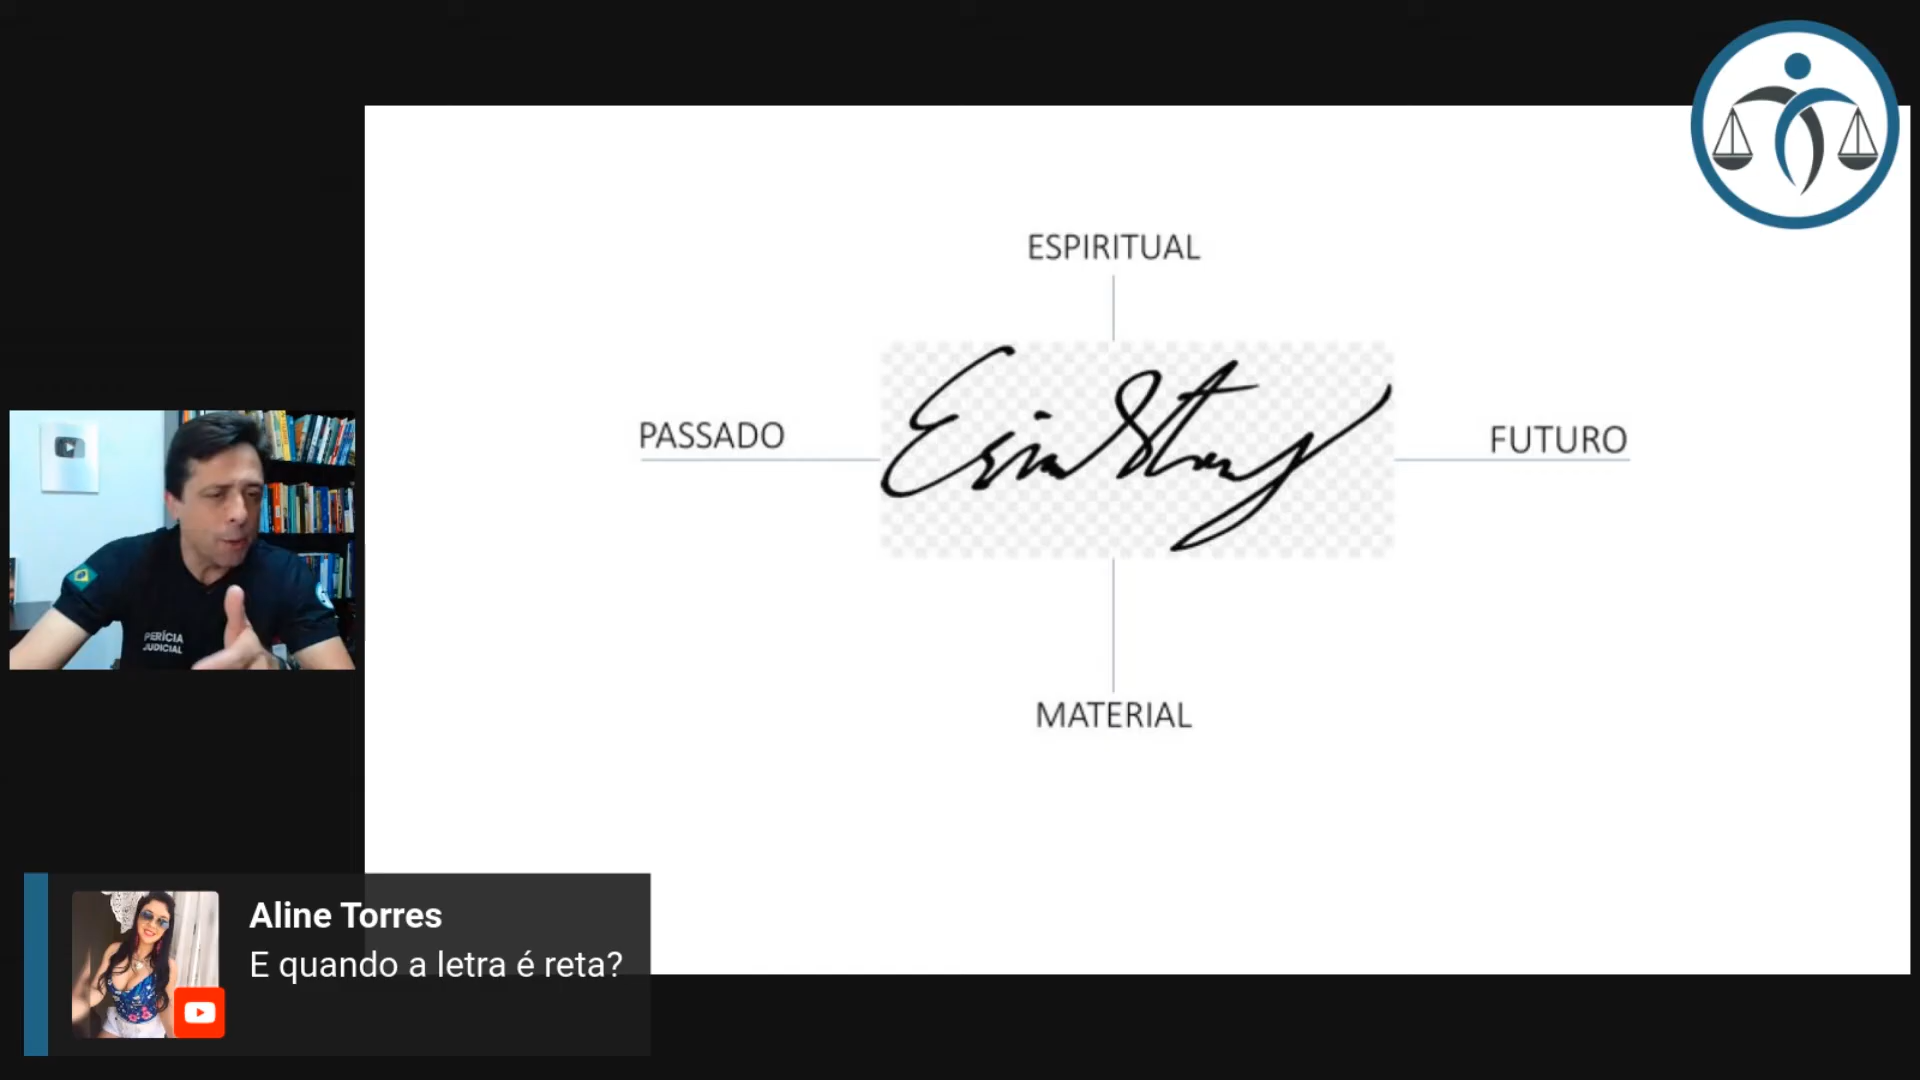 ESPIRITUAL
PASSADO
FUTURO
MATERIAL
PERÍCIA
JUDICIAL
Aline Torres
E quando a letra é reta?